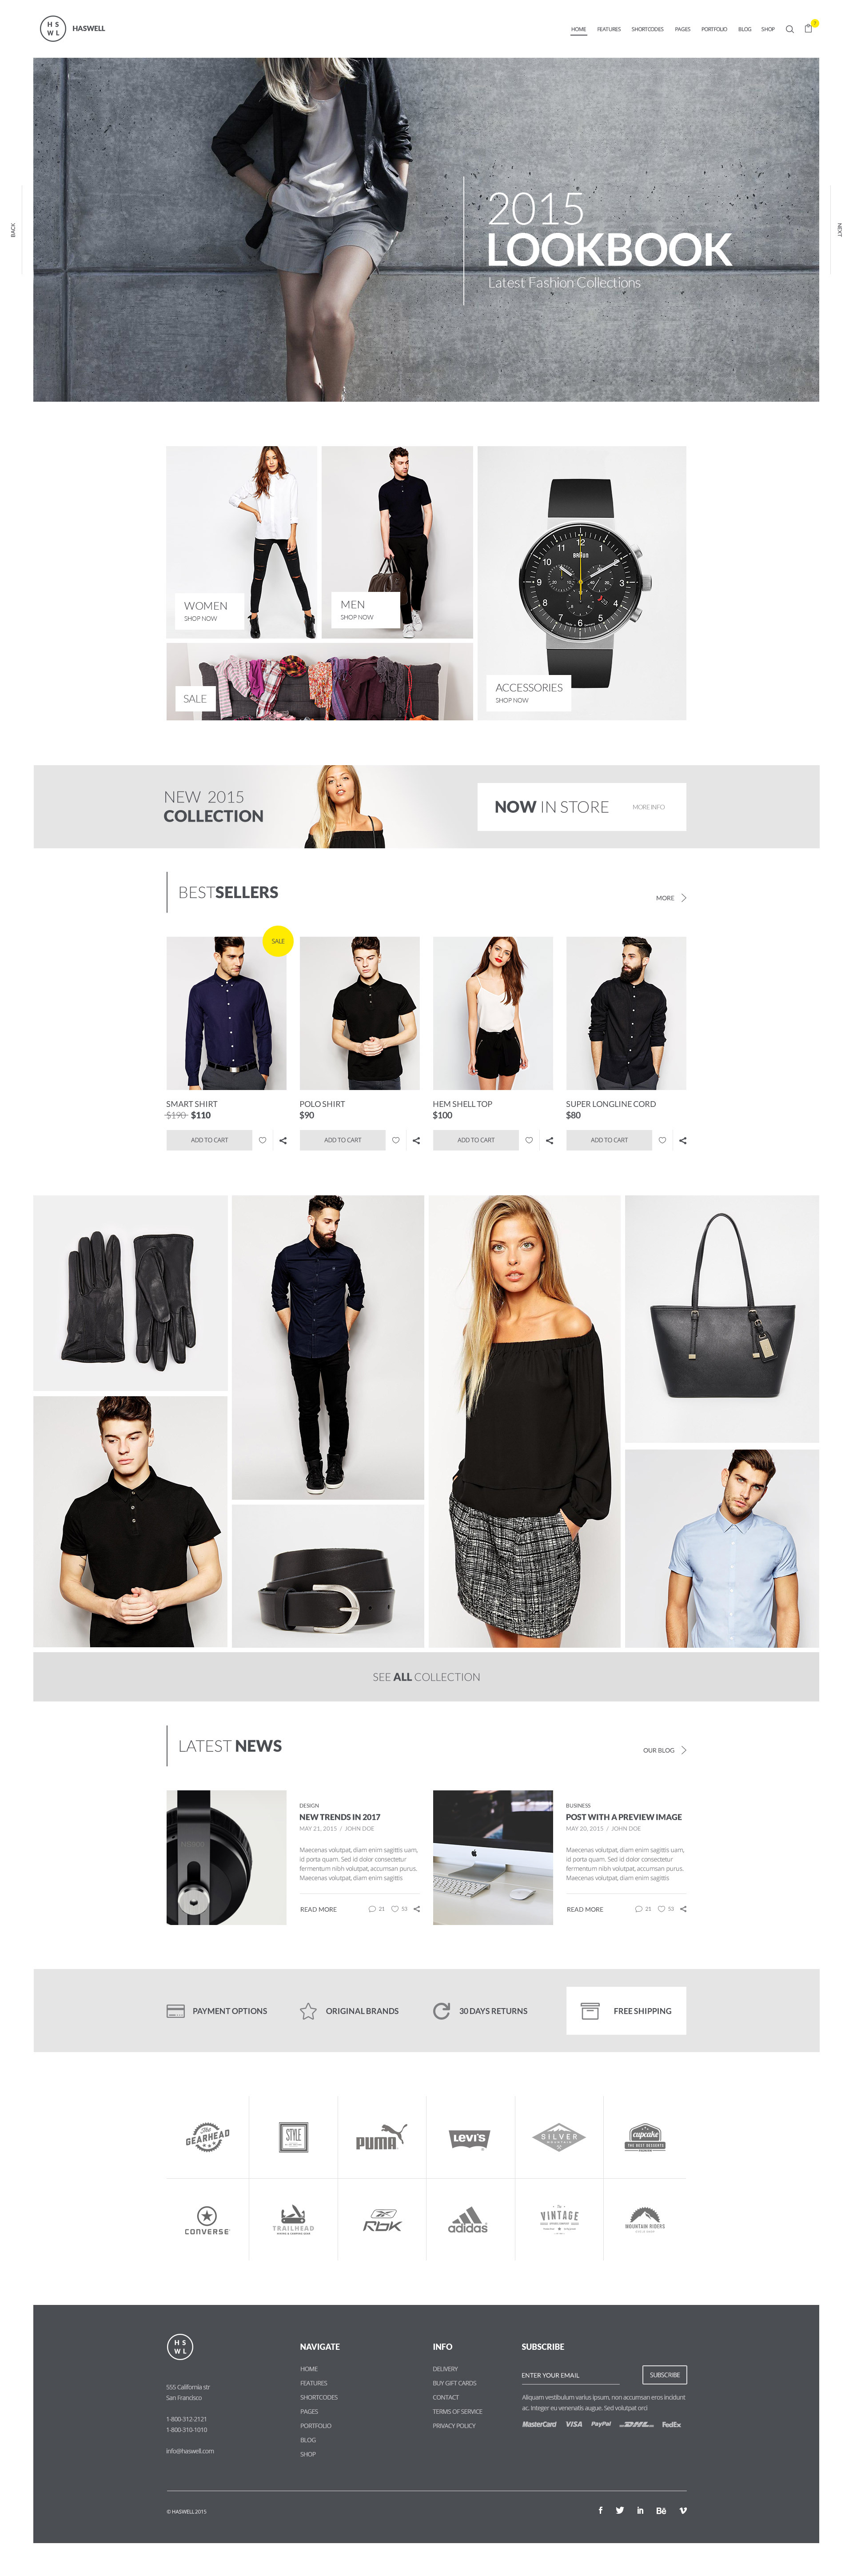 H S
W L
HASWELL
HOME
FEATURES
SHORTCODES
PAGES
PORTFOLIO
BLOG
SHOP
BACK
NEXT
2015
LOOKBOOK
Latest Fashion Collections
WOMEN
SHOP NOW
MEN
SHOP NOW
SALE
BRAUN
ACCESSORIES
SHOP NOW
NEW 2015
COLLECTION
NOW IN STORE
MORE INFO
BESTSELLERS
MORE
SALE
SMART SHIRT
$190 $110
ADD TO CART
POLO SHIRT
$90
ADD TO CART
HEM SHELL TOP
$100
ADD TO CART
SUPER LONGLINE CORD
$80
ADD TO CART
SEE ALL COLLECTION
LATEST NEWS
OUR BLOG
DESIGN
NEW TRENDS IN 2017
MAY 21, 2015 / JOHN DOE
Maecenas volutpat, diam enim sagittis uam,
id porta quam. Sed id dolor consectetur
fermentum nibh volutpat, accumsan purus.
Maecenas volutpat, diam enim sagittis
READ MORE
21
53
BUSINESS
POST WITH A PREVIEW IMAGE
MAY 20, 2015 / JOHN DOE
Maecenas volutpat, diam enim sagittis uam,
id porta quam. Sed id dolor consectetur
fermentum nibh volutpat, accumsan purus.
Maecenas volutpat, diam enim sagittis
READ MORE
21
53
PAYMENT OPTIONS
ORIGINAL BRANDS
30 DAYS RETURNS
FREE SHIPPING
The
GEARHEAD
STYLE
PUMA
LEVI'S
SILVER
MOUNTAIN
cupcake
THE BEST DESSERTS
CONVERSE
TRAILHEAD
RBK
adidas
The
VINTAGE
MOUNTAIN RIDERS
H S
W L
555 California str
San Francisco
1-800-312-2121
1-800-310-1010
info@haswell.com
NAVIGATE
HOME
FEATURES
SHORTCODES
PAGES
PORTFOLIO
BLOG
SHOP
INFO
DELIVERY
BUY GIFT CARDS
CONTACT
TERMS OF SERVICE
PRIVACY POLICY
SUBSCRIBE
ENTER YOUR EMAIL
SUBSCRIBE
Aliquam vestibulum varius ipsum, non accumsan eros incidunt
ac. Integer eu venenatis augue. Sed volutpat orci
MasterCard
VISA
PayPal
DHL
FedEx
© HASWELL 2015